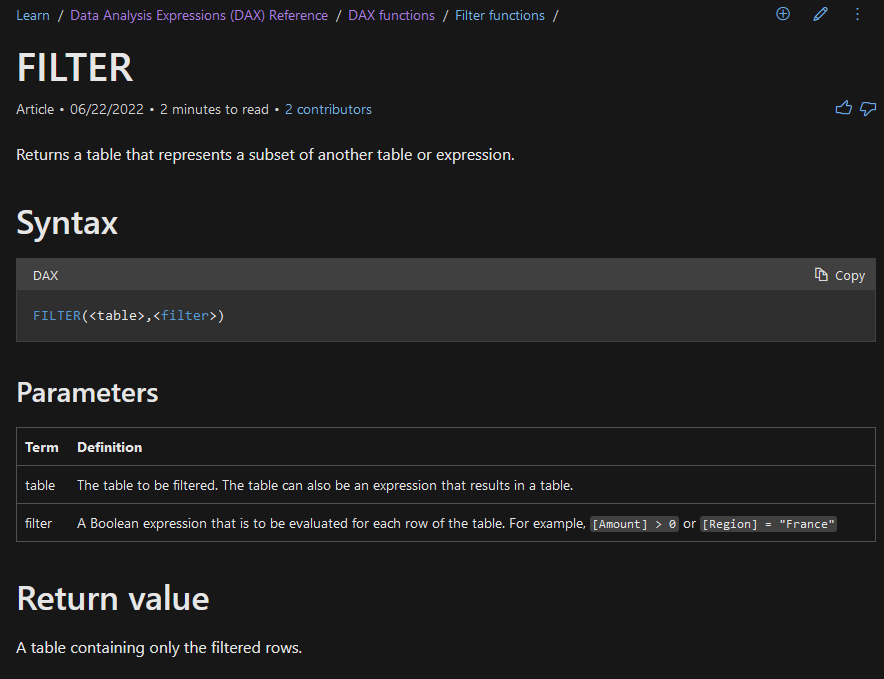 Learn / Data Analysis Expressions (DAX) Reference / DAX functions / Filter functions /
FILTER
Article • 06/22/2022 • 2 minutes to read • 2 contributors
Returns a table that represents a subset of another table or expression.
Syntax
DAX Copy
FILTER(<table>,<filter>)
Parameters
Term Definition
table The table to be filtered. The table can also be an expression that results in a table.
filter A Boolean expression that is to be evaluated for each row of the table. For example, [Amount] > 0 or [Region] = "France"
Return value
A table containing only the filtered rows.